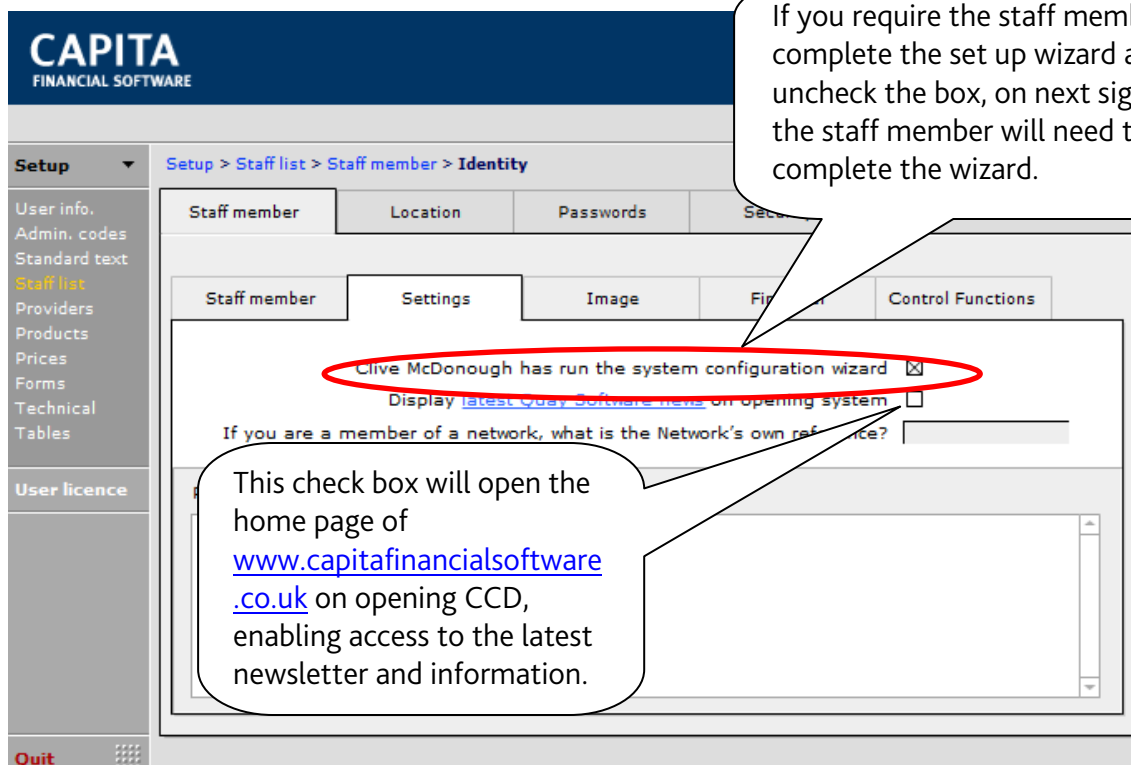 CAPITA
FINANCIAL SOFTWARE
If you require the staff
complete the set up wizard
uncheck the box, on next
the staff member will need
complete the wizard.
Setup
Setup > Staff list > Staff member > Identity
User info.
Admin. codes
Standard text
Staff list
Providers
Products
Prices
Forms
Technical
Tables
User licence
Quit
Staff member
Location
Passwords
Staff member
Settings
Image
Control Functions
Clive McDonough has run the system configuration wizard
Display latest Quay Software news on opening system
If you are a member of a network, what is the Network's own reference?
This check box will open the
home page of
www.capitafinancialsoftware
.co.uk on opening CCD,
enabling access to the latest
newsletter and information.